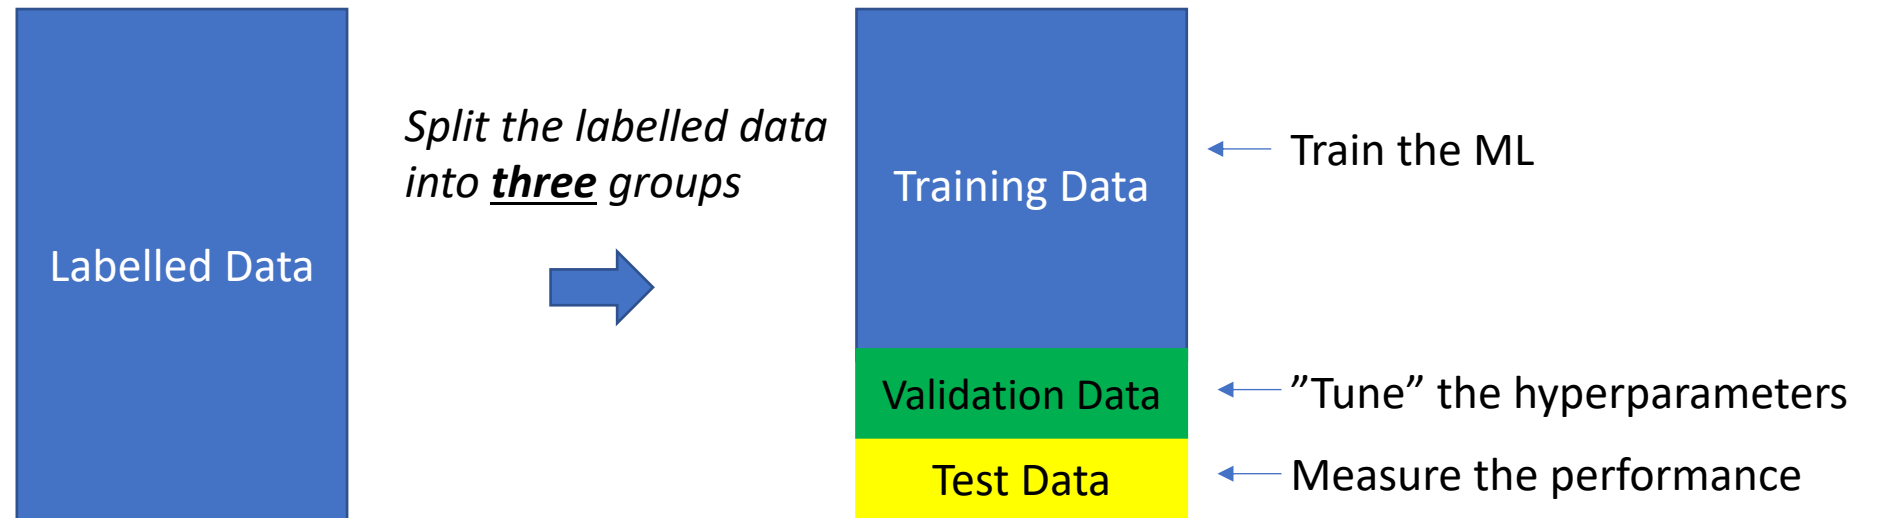 Labelled Data
Split the labelled data
into three groups
Training Data
Validation Data
Test Data
Train the ML
”Tune” the hyperparameters
Measure the performance